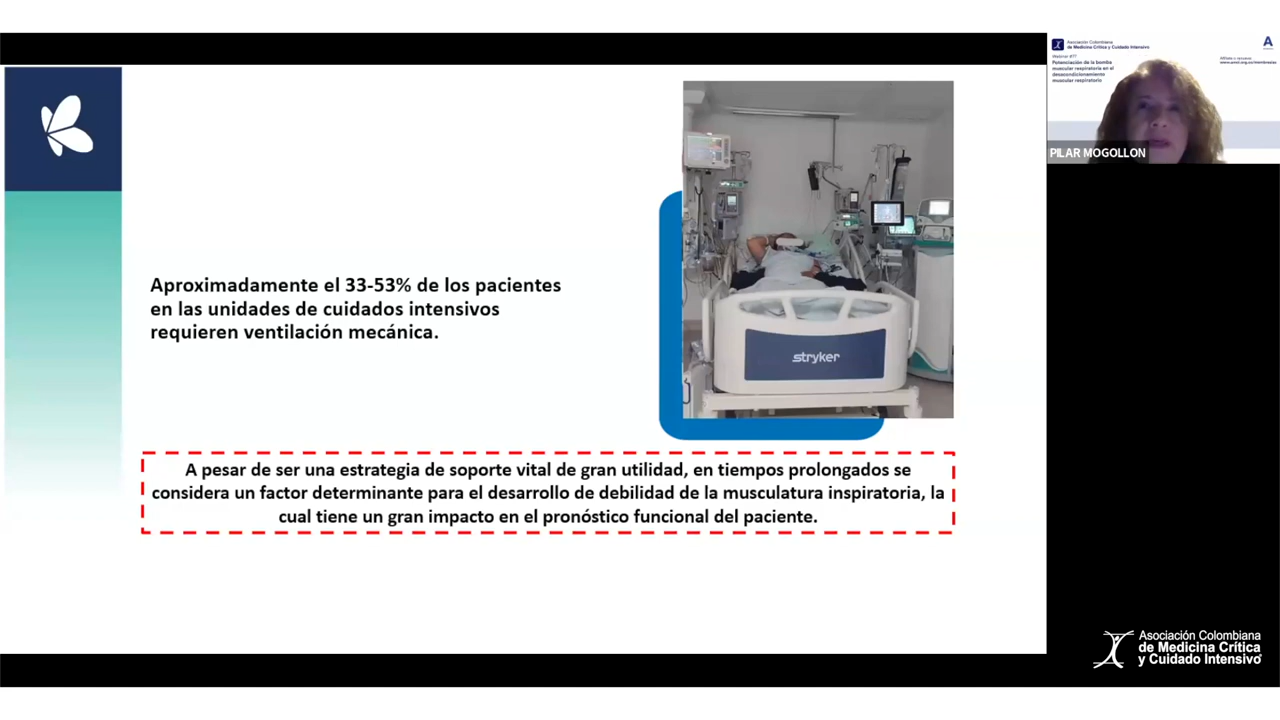 Aproximadamente el 33-53% de los pacientes
en las unidades de cuidados intensivos
requieren ventilación mecánica.
stryker
A pesar de ser una estrategia de soporte vital de gran utilidad, en tiempos prolongados se
considera un factor determinante para el desarrollo de debilidad de la musculatura inspiratoria, la
cual tiene un gran impacto en el pronóstico funcional del paciente.
Asociación Colombiana
de Medicina Crítica y Cuidado Intensivo
A
Webinar #77
Potenciación de la bomba
muscular respiratoria en el
desacondicionamiento
muscular respiratorio
PILAR MOGOLLON
Asociación Colombiana
de Medicina Crítica
y Cuidado Intensivo